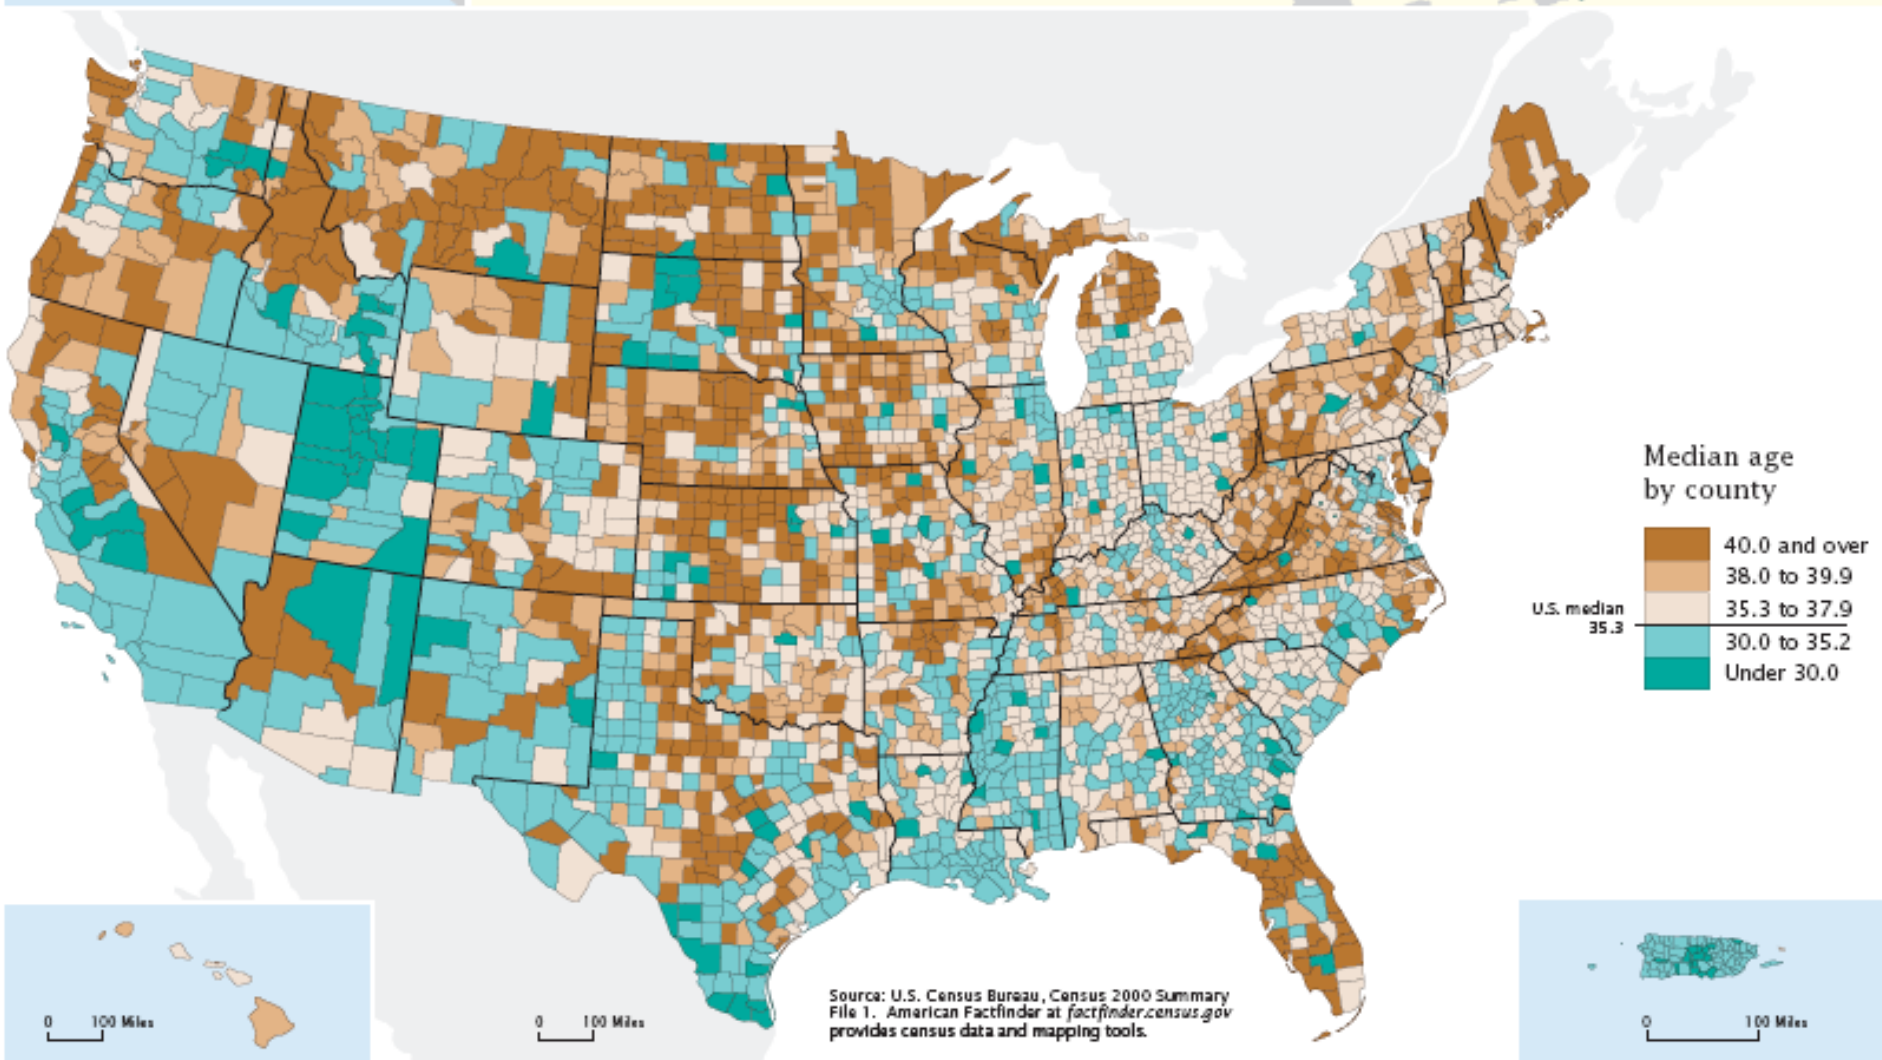 Median age
by county
40.0 and over
38.0 to 39.9
35.3 to 37.9
U.S. median
35.3
30.0 to 35.2
Under 30.0
Source: U.S. Census Bureau, Census 2000 Summary
File 1. American Factfinder at factfinder.census.gov
provides census data and mapping tools.
0 100 Miles
0 100 Miles
0 100 Miles